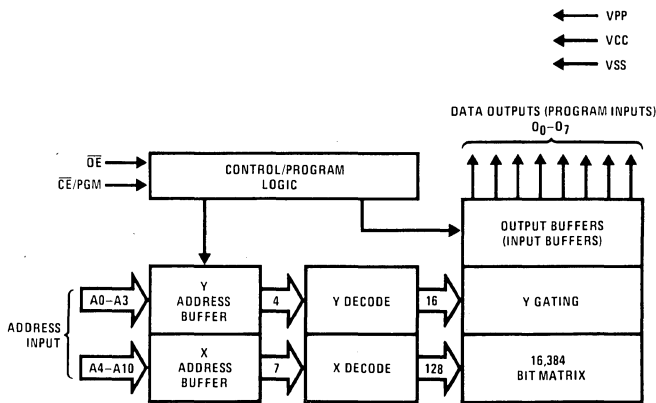 VPP
VCC
VSS
DATA OUTPUTS (PROGRAM INPUTS)
O0–O7
OE
CE/PGM
CONTROL/PROGRAM
LOGIC
OUTPUT BUFFERS
(INPUT BUFFERS)
ADDRESS
INPUT
A0–A3
Y
ADDRESS
BUFFER
4
Y DECODE
16
Y GATING
A4–A10
X
ADDRESS
BUFFER
7
X DECODE
128
16,384
BIT MATRIX